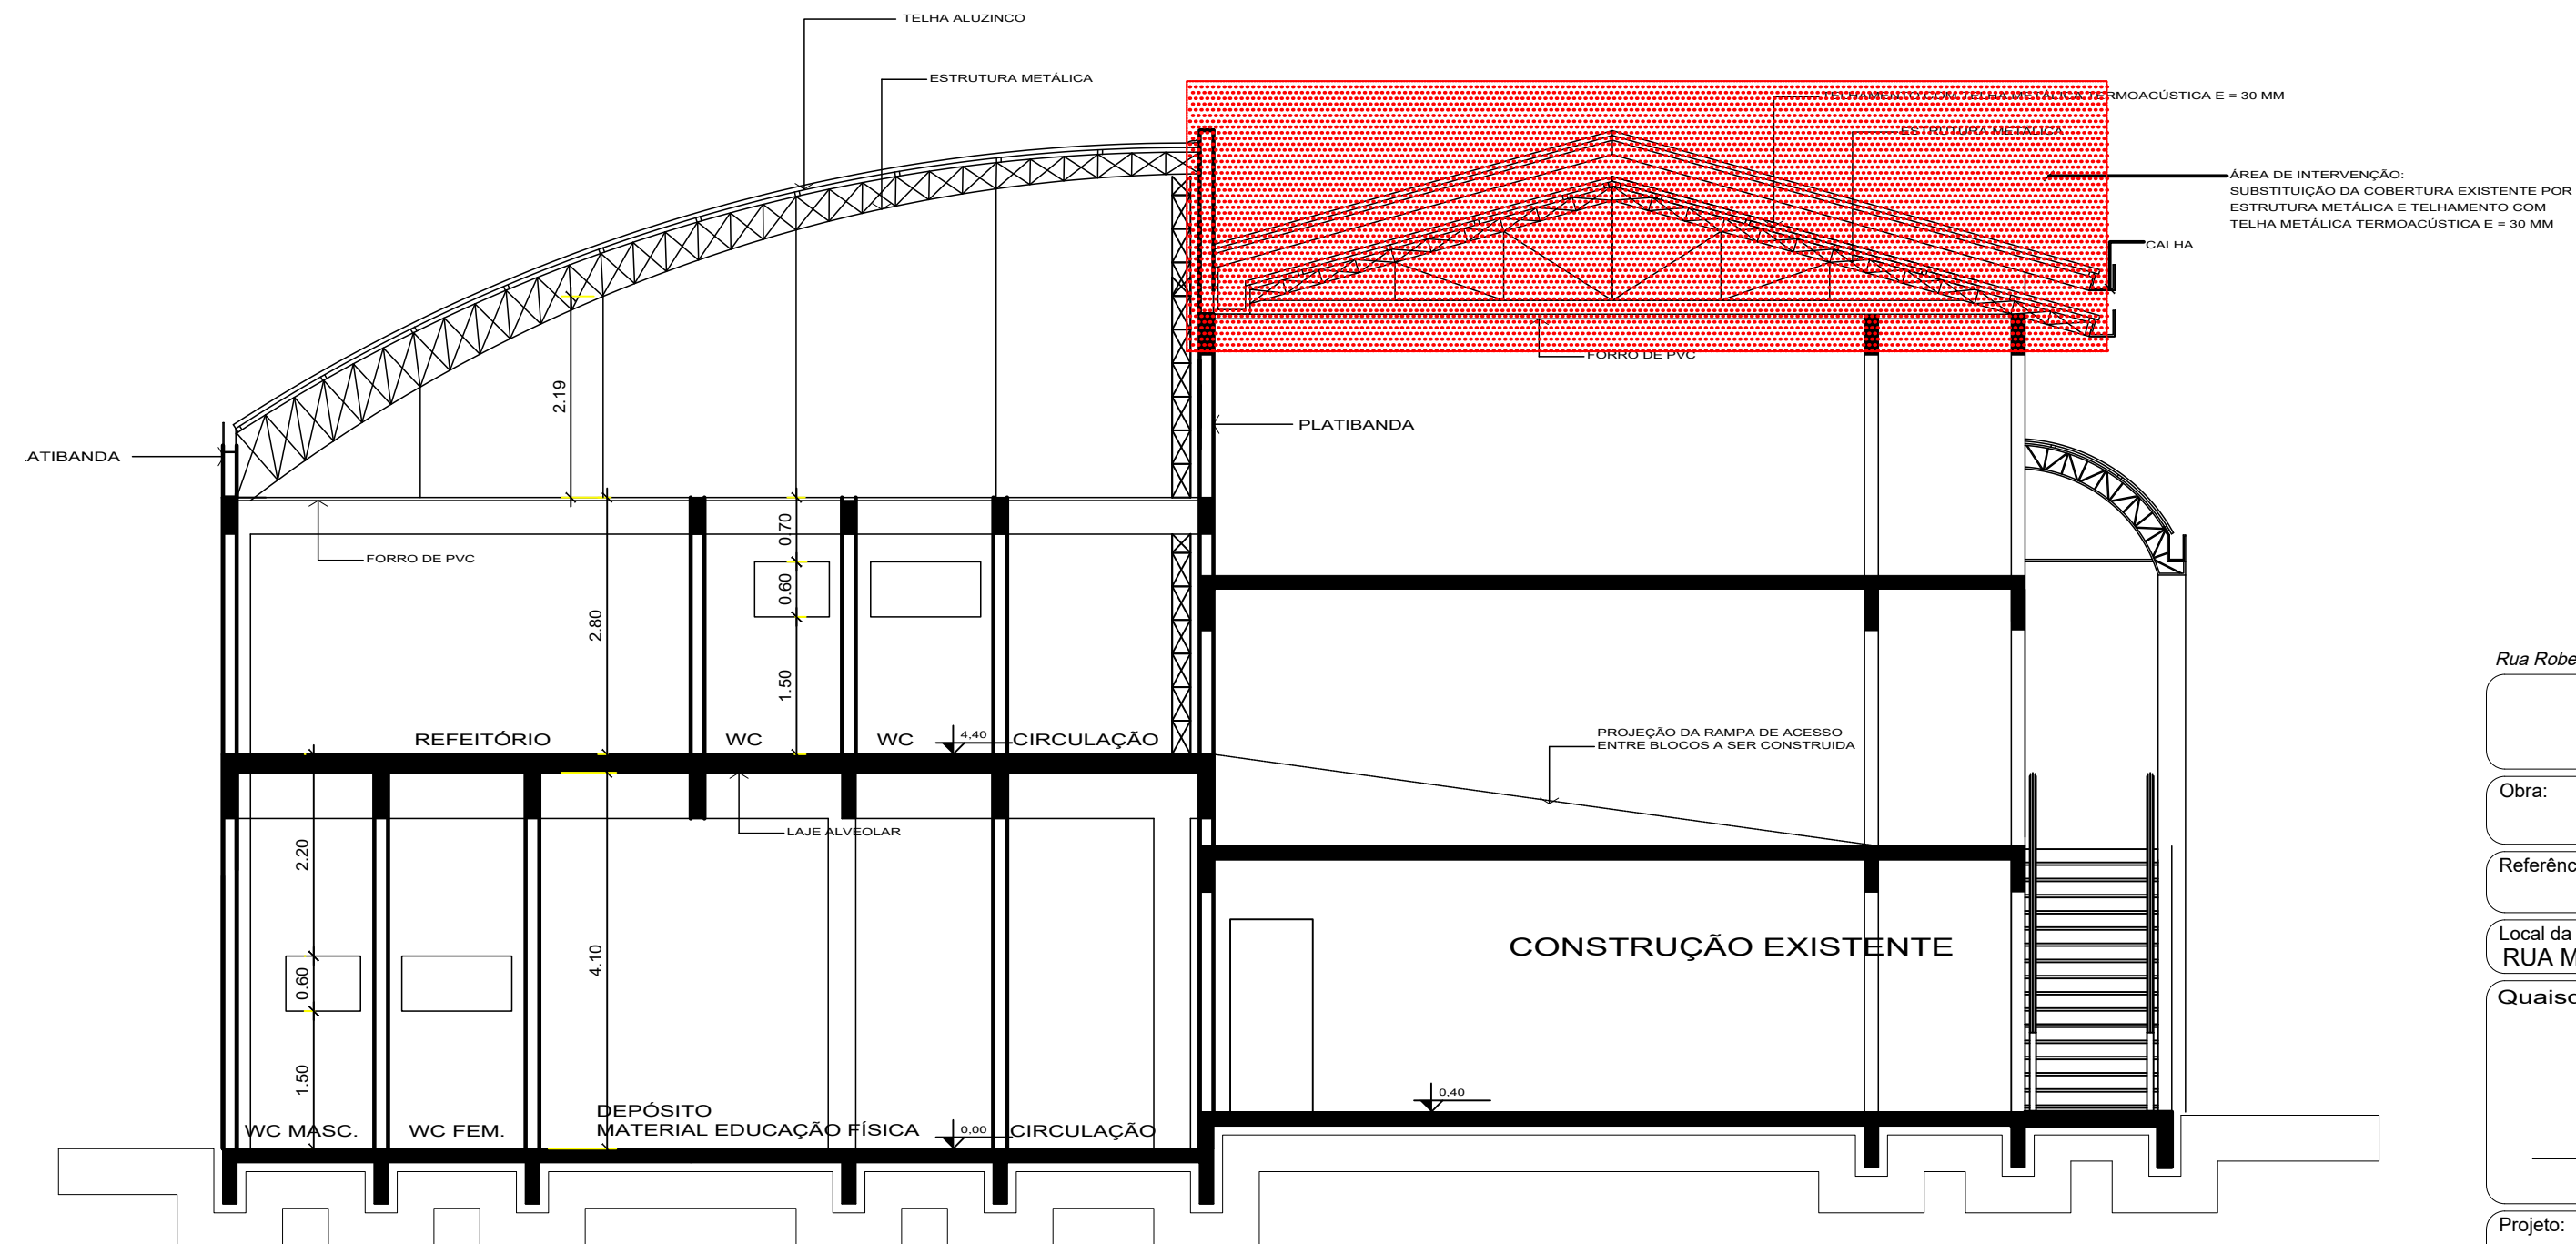 TELHA ALUZINCO
ESTRUTURA METÁLICA
TELHAMENTO COM TELHA METÁLICA TERMOACÚSTICA E = 30 MM
ESTRUTURA METÁLICA
ÁREA DE INTERVENÇÃO:
SUBSTITUIÇÃO DA COBERTURA EXISTENTE POR
ESTRUTURA METÁLICA E TELHAMENTO COM
TELHA METÁLICA TERMOACÚSTICA E = 30 MM
CALHA
FORRO DE PVC
2.19
PLATIBANDA
ATIBANDA
FORRO DE PVC
0.70
0.60
2.80
1.50
REFEITÓRIO
WC
WC
4,40
CIRCULAÇÃO
PROJEÇÃO DA RAMPA DE ACESSO
ENTRE BLOCOS A SER CONSTRUIDA
LAJE ALVEOLAR
2.20
0.60
4.10
1.50
CONSTRUÇÃO EXISTENTE
0,40
WC MASC.
WC FEM.
DEPÓSITO
MATERIAL EDUCAÇÃO FÍSICA
0,00
CIRCULAÇÃO
Rua Robe
Obra:
Referênc
Local da
RUA M
Quaisq
Projeto: